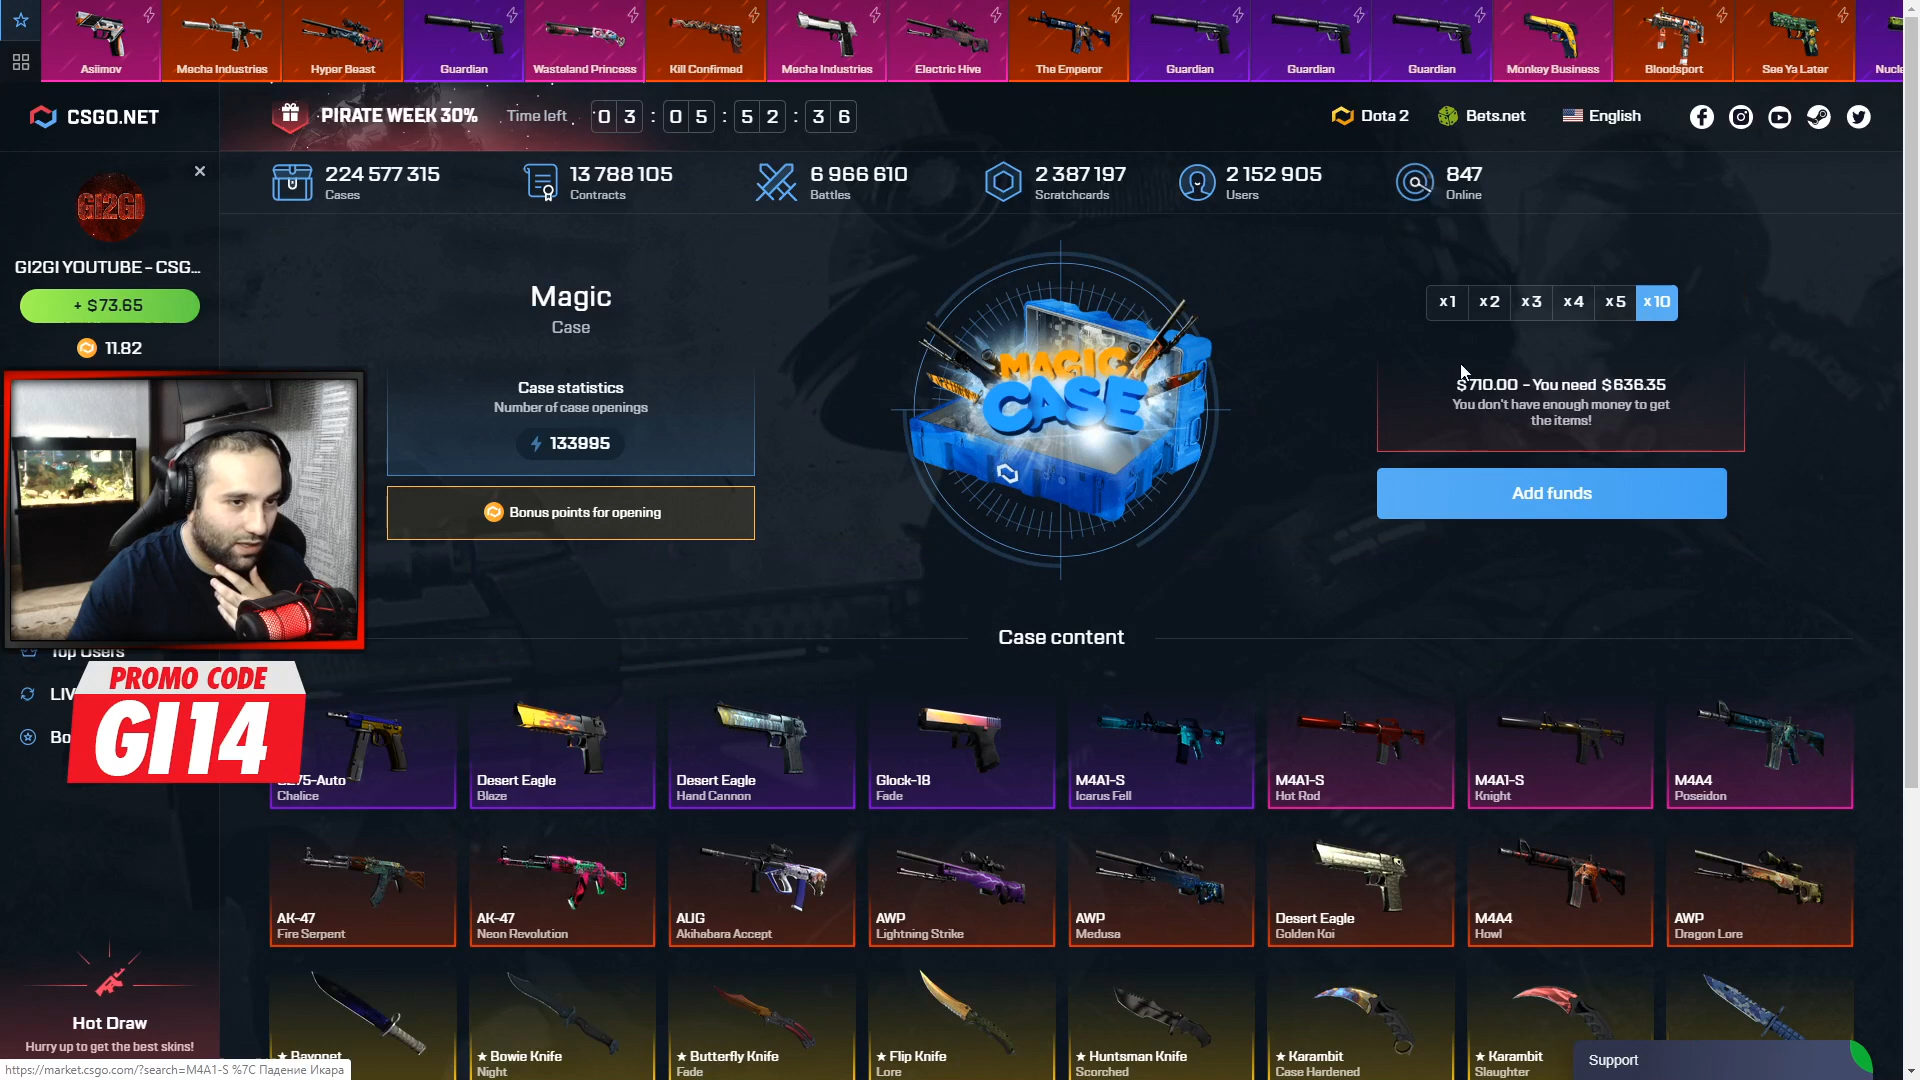 Asiimov
Mecha Industries
Hyper Beast
Guardian
Wasteland Princess
Kill Confirmed
Mecha Industries
Electric Hive
The Emperor
Guardian
Guardian
Guardian
Monkey Business
Bloodsport
See Ya Later
CSGO.NET
PIRATE WEEK 30%
Time left
03 : 05 : 52 : 36
Dota 2
Bets.net
English
224 577 315
Cases
13 788 105
Contracts
6 966 610
Battles
2 387 197
Scratchcards
2 152 905
Users
847
Online
GI2GI
GI2GI YOUTUBE - CSG...
+ $73.65
11.82
Magic
Case
Case statistics
Number of case openings
133995
Bonus points for opening
MAGIC
CASE
x1 x2 x3 x4 x5 x10
$710.00 - You need $636.35
You don't have enough money to get
the items!
Add funds
Top Users
PROMO CODE
GI14
Case content
Chalice
Desert Eagle
Blaze
Desert Eagle
Hand Cannon
Glock-18
Fade
M4A1-S
Icarus Fell
M4A1-S
Hot Rod
M4A1-S
Knight
M4A4
Poseidon
AK-47
Fire Serpent
AK-47
Neon Revolution
AUG
Akihabara Accept
AWP
Lightning Strike
AWP
Medusa
Desert Eagle
Golden Koi
M4A4
Howl
AWP
Dragon Lore
★ Bayonet
★ Bowie Knife
Night
★ Butterfly Knife
Fade
★ Flip Knife
Lore
★ Huntsman Knife
Scorched
★ Karambit
Case Hardened
★ Karambit
Slaughter
Hot Draw
Hurry up to get the best skins!
Support
https://market.csgo.com/?search=M4A1-S %7C Падение Икара